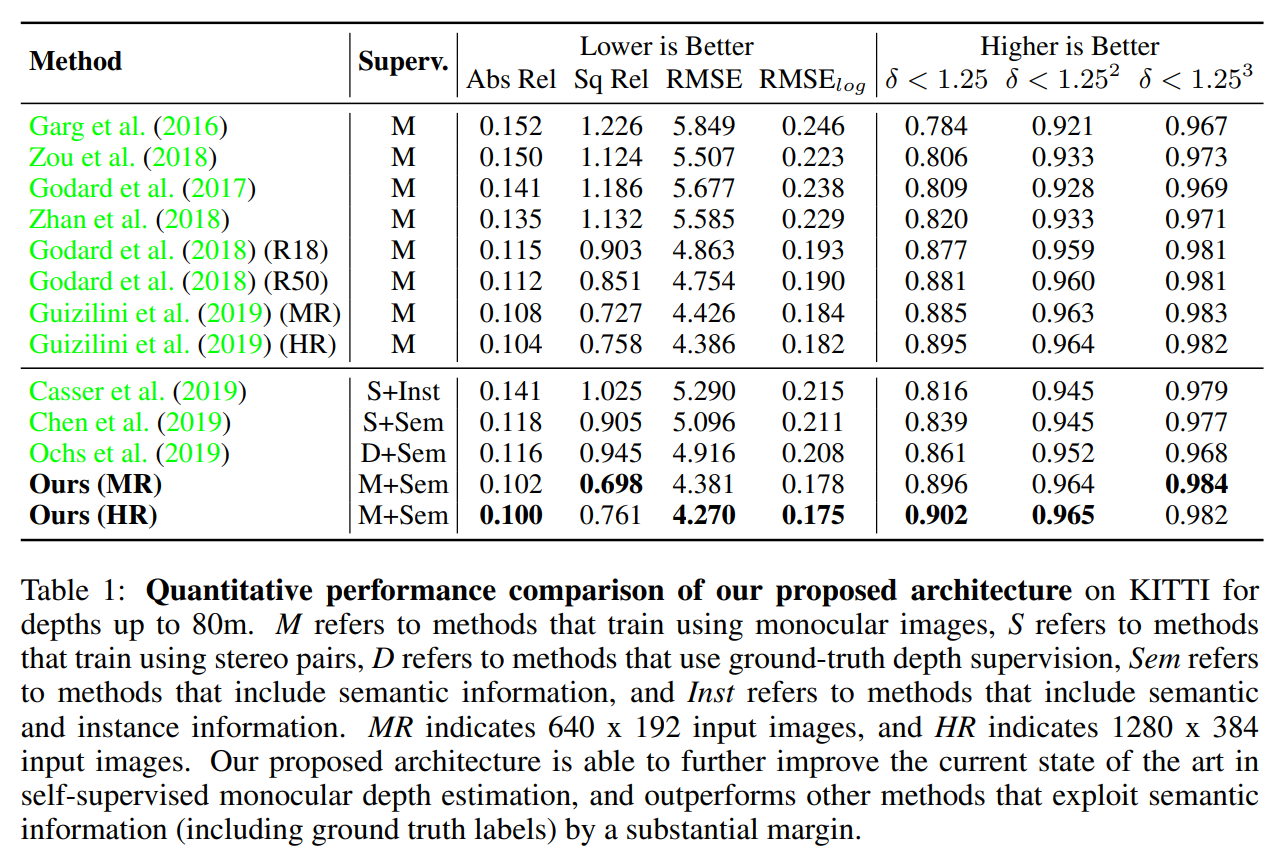 Method Superv. Lower is Better Higher is Better
Abs Rel Sq Rel RMSE RMSElog δ < 1.25 δ < 1.25² δ < 1.25³
Garg et al. (2016) M 0.152 1.226 5.849 0.246 0.784 0.921 0.967
Zou et al. (2018) M 0.150 1.124 5.507 0.223 0.806 0.933 0.973
Godard et al. (2017) M 0.141 1.186 5.677 0.238 0.809 0.928 0.969
Zhan et al. (2018) M 0.135 1.132 5.585 0.229 0.820 0.933 0.971
Godard et al. (2018) (R18) M 0.115 0.903 4.863 0.193 0.877 0.959 0.981
Godard et al. (2018) (R50) M 0.112 0.851 4.754 0.190 0.881 0.960 0.981
Guizilini et al. (2019) (MR) M 0.108 0.727 4.426 0.184 0.885 0.963 0.983
Guizilini et al. (2019) (HR) M 0.104 0.758 4.386 0.182 0.895 0.964 0.982
Casser et al. (2019) S+Inst 0.141 1.025 5.290 0.215 0.816 0.945 0.979
Chen et al. (2019) S+Sem 0.118 0.905 5.096 0.211 0.839 0.945 0.977
Ochs et al. (2019) D+Sem 0.116 0.945 4.916 0.208 0.861 0.952 0.968
Ours (MR) M+Sem 0.102 0.698 4.381 0.178 0.896 0.964 0.984
Ours (HR) M+Sem 0.100 0.761 4.270 0.175 0.902 0.965 0.982
Table 1: Quantitative performance comparison of our proposed architecture on KITTI for
depths up to 80m. M refers to methods that train using monocular images, S refers to methods
that train using stereo pairs, D refers to methods that use ground-truth depth supervision, Sem refers
to methods that include semantic information, and Inst refers to methods that include semantic
and instance information. MR indicates 640 x 192 input images, and HR indicates 1280 x 384
input images. Our proposed architecture is able to further improve the current state of the art in
self-supervised monocular depth estimation, and outperforms other methods that exploit semantic
information (including ground truth labels) by a substantial margin.